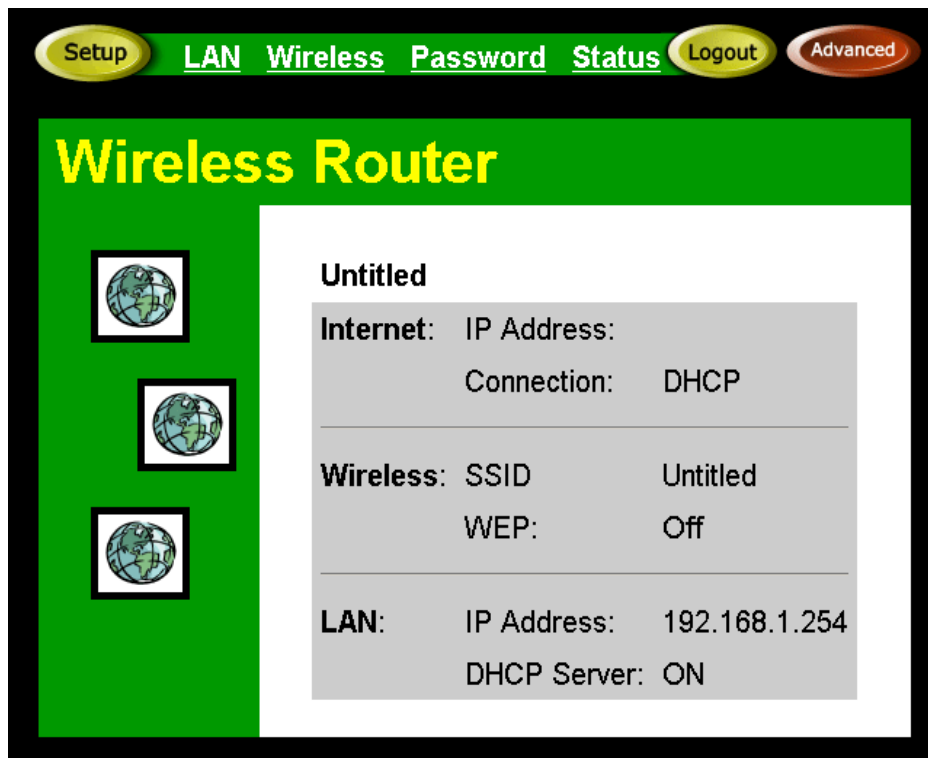 Setup LAN Wireless Password Status Logout Advanced
Wireless Router
Untitled
Internet: IP Address:
Connection: DHCP
Wireless: SSID Untitled
WEP: Off
LAN: IP Address: 192.168.1.254
DHCP Server: ON